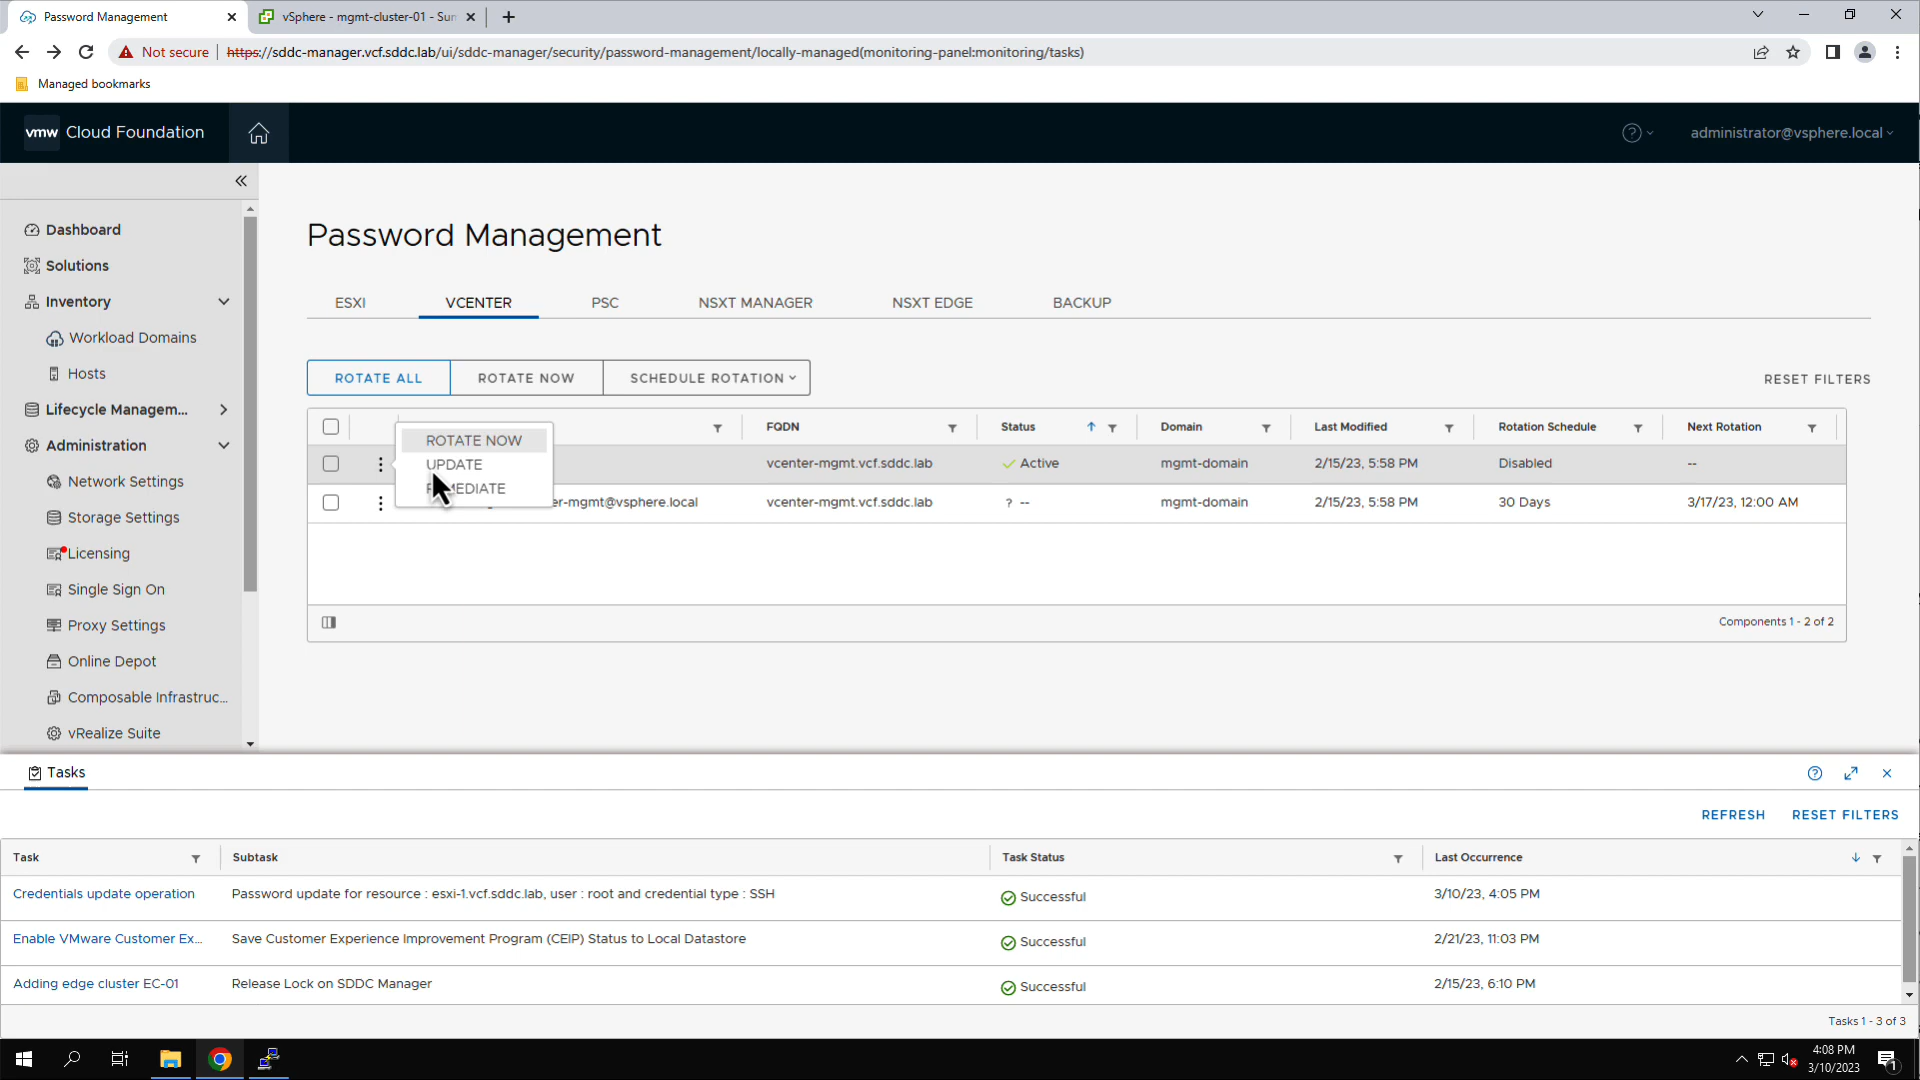 Password Management
vSphere - mgmt-cluster-01 - Sum
Not secure
https://sddc-manager.vcf.sddc.lab/ui/sddc-manager/security/password-management/locally-managed(monitoring-panel:monitoring/tasks)
Managed bookmarks
vmw Cloud Foundation
administrator@vsphere.local
Dashboard
Solutions
Inventory
Workload Domains
Hosts
Lifecycle Managem...
Administration
Network Settings
Storage Settings
Licensing
Single Sign On
Proxy Settings
Online Depot
Composable Infrastruc...
vRealize Suite
Password Management
ESXI VCENTER PSC NSXT MANAGER NSXT EDGE BACKUP
ROTATE ALL ROTATE NOW SCHEDULE ROTATION RESET FILTERS
FQDN Status Domain Last Modified Rotation Schedule Next Rotation
ROTATE NOW
UPDATE
vcenter-mgmt.vcf.sddc.lab Active mgmt-domain 2/15/23, 5:58 PM Disabled --
er-mgmt@vsphere.local vcenter-mgmt.vcf.sddc.lab ? -- mgmt-domain 2/15/23, 5:58 PM 30 Days 3/17/23, 12:00 AM
Components 1 - 2 of 2
Tasks
REFRESH RESET FILTERS
Task Subtask Task Status Last Occurrence
Credentials update operation Password update for resource : esxi-1.vcf.sddc.lab, user : root and credential type : SSH Successful 3/10/23, 4:05 PM
Enable VMware Customer Ex... Save Customer Experience Improvement Program (CEIP) Status to Local Datastore Successful 2/21/23, 11:03 PM
Adding edge cluster EC-01 Release Lock on SDDC Manager Successful 2/15/23, 6:10 PM
Tasks 1 - 3 of 3
4:08 PM
3/10/2023
1